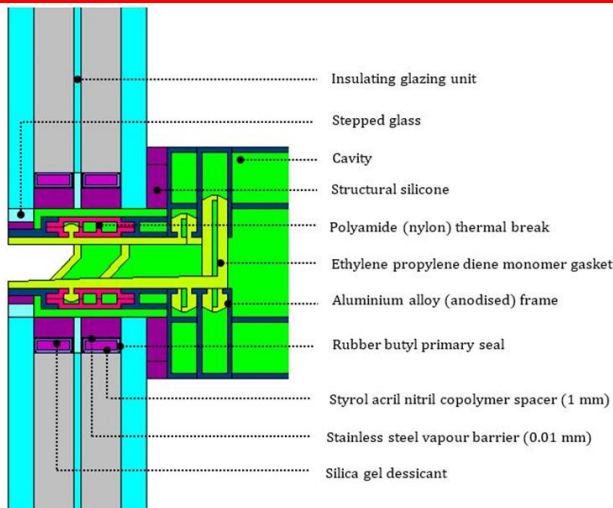 Insulating glazing unit
Stepped glass
Cavity
Structural silicone
Polyamide (nylon) thermal break
Ethylene propylene diene monomer gasket
Aluminium alloy (anodised) frame
Rubber butyl primary seal
Styrol acril nitril copolymer spacer (1 mm)
Stainless steel vapour barrier (0.01 mm)
Silica gel dessicant